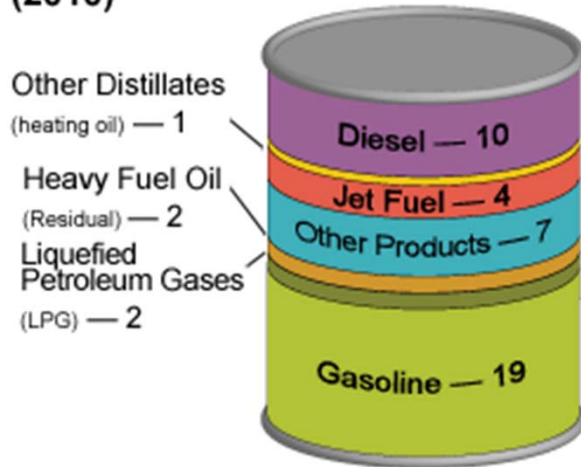 Other Distillates
(heating oil) — 1
Heavy Fuel Oil
(Residual) — 2
Liquefied
Petroleum Gases
(LPG) — 2
Diesel — 10
Jet Fuel — 4
Other Products — 7
Gasoline — 19